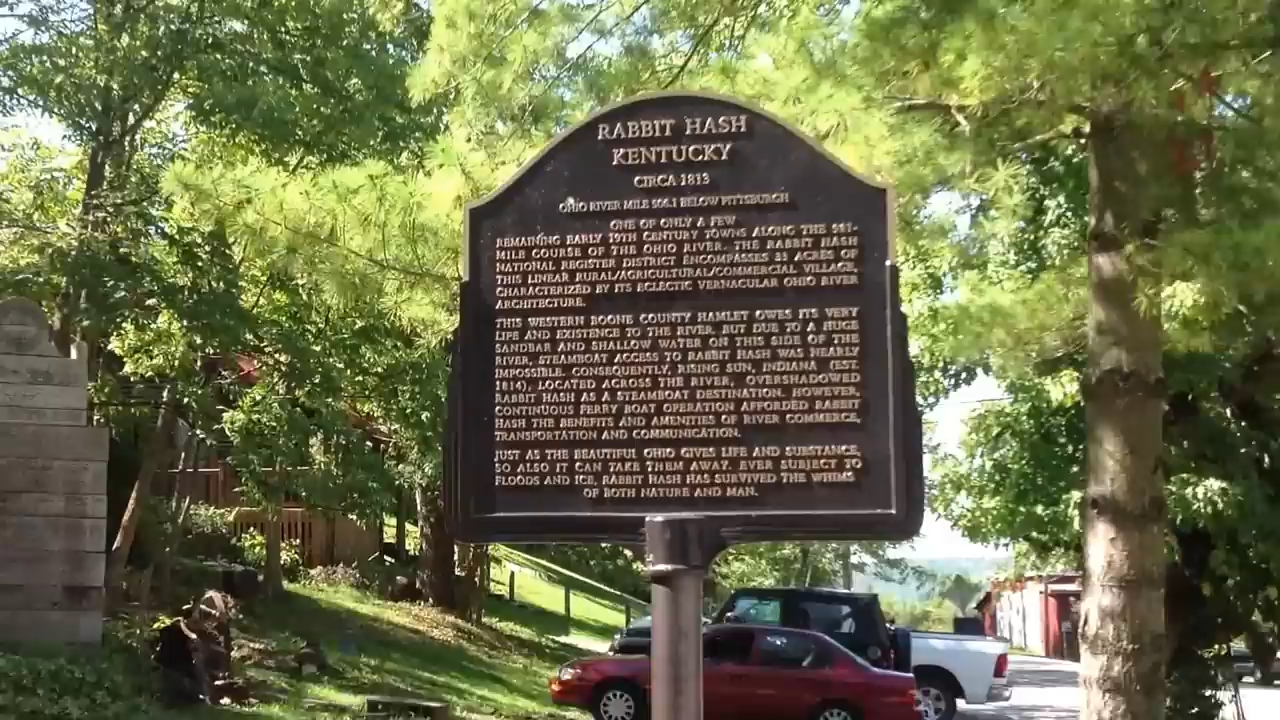 RABBIT HASH
KENTUCKY
CIRCA 1813
OHIO RIVER MILE 506.1 BELOW PITTSBURGH
ONE OF ONLY A FEW
REMAINING EARLY 19TH CENTURY TOWNS ALONG THE 981-
MILE COURSE OF THE OHIO RIVER. THE RABBIT HASH
NATIONAL REGISTER DISTRICT ENCOMPASSES 33 ACRES OF
THIS LINEAR RURAL/AGRICULTURAL/COMMERCIAL VILLAGE,
CHARACTERIZED BY ITS ECLECTIC VERNACULAR OHIO RIVER
ARCHITECTURE.
THIS WESTERN BOONE COUNTY HAMLET OWES ITS VERY
LIFE AND EXISTENCE TO THE RIVER. BUT DUE TO A HUGE
SANDBAR AND SHALLOW WATER ON THIS SIDE OF THE
RIVER, STEAMBOAT ACCESS TO RABBIT HASH WAS NEARLY
IMPOSSIBLE. CONSEQUENTLY, RISING SUN, INDIANA (EST.
1814), LOCATED ACROSS THE RIVER, OVERSHADOWED
RABBIT HASH AS A STEAMBOAT DESTINATION. HOWEVER,
CONTINUOUS FERRY BOAT OPERATION AFFORDED RABBIT
HASH THE BENEFITS AND AMENITIES OF RIVER COMMERCE,
TRANSPORTATION AND COMMUNICATION.
JUST AS THE BEAUTIFUL OHIO GIVES LIFE AND SUBSTANCE,
SO ALSO IT CAN TAKE THEM AWAY. EVER SUBJECT TO
FLOODS AND ICE, RABBIT HASH HAS SURVIVED THE WHIMS
OF BOTH NATURE AND MAN.